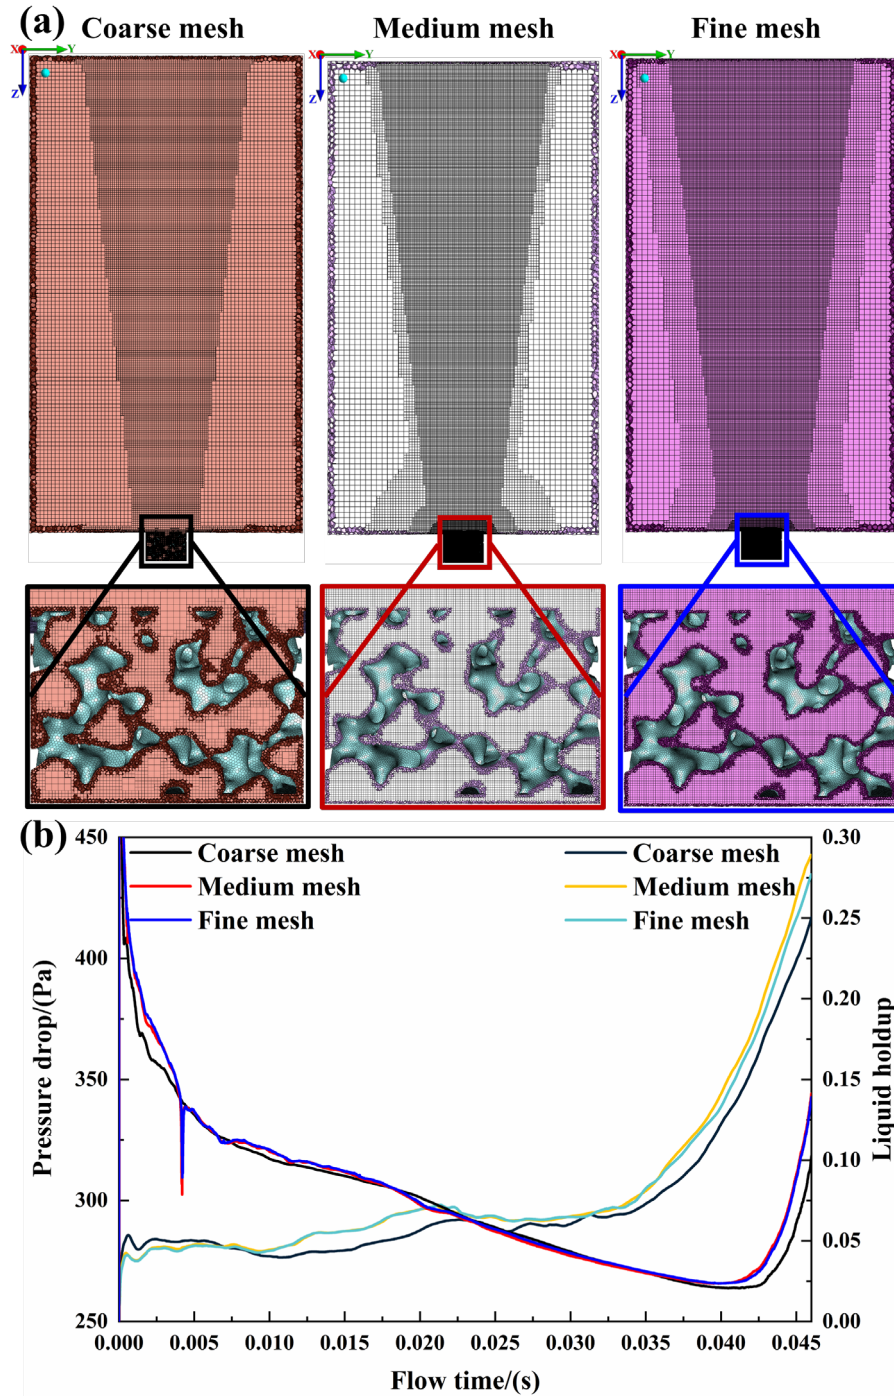 (a)
Coarse mesh Medium mesh Fine mesh
X Y Z
X Y Z
X Y Z
(b)
450
400
350
300
250
Pressure drop/(Pa)
Coarse mesh
Medium mesh
Fine mesh
Coarse mesh
Medium mesh
Fine mesh
0.30
0.25
0.20
0.15
0.10
0.05
0.00
Liquid holdup
0.000 0.005 0.010 0.015 0.020 0.025 0.030 0.035 0.040 0.045
Flow time/(s)